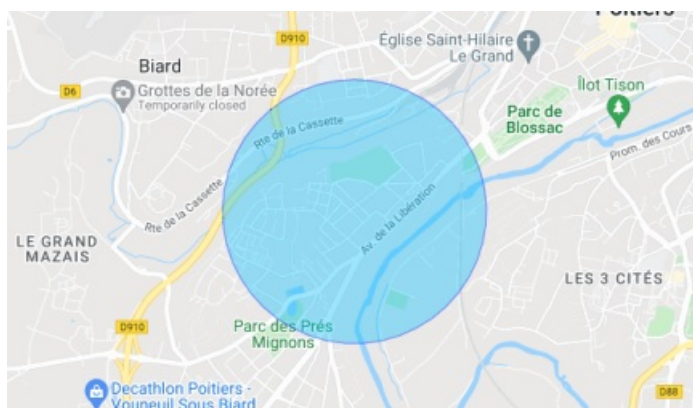 Poitiers
D910
Église Saint-Hilaire
Le Grand
Biard
D6
Grottes de la Norée
Temporarily closed
Îlot Tison
Parc de
Blossac
Rte de la Cassette
Prom. des Cours
Rte de la Cassette
Av. de la Libération
LE GRAND
MAZAIS
LES 3 CITÉS
D910
Parc des Prés
Mignons
Decathlon Poitiers -
Vouneuil Sous Biard
D88